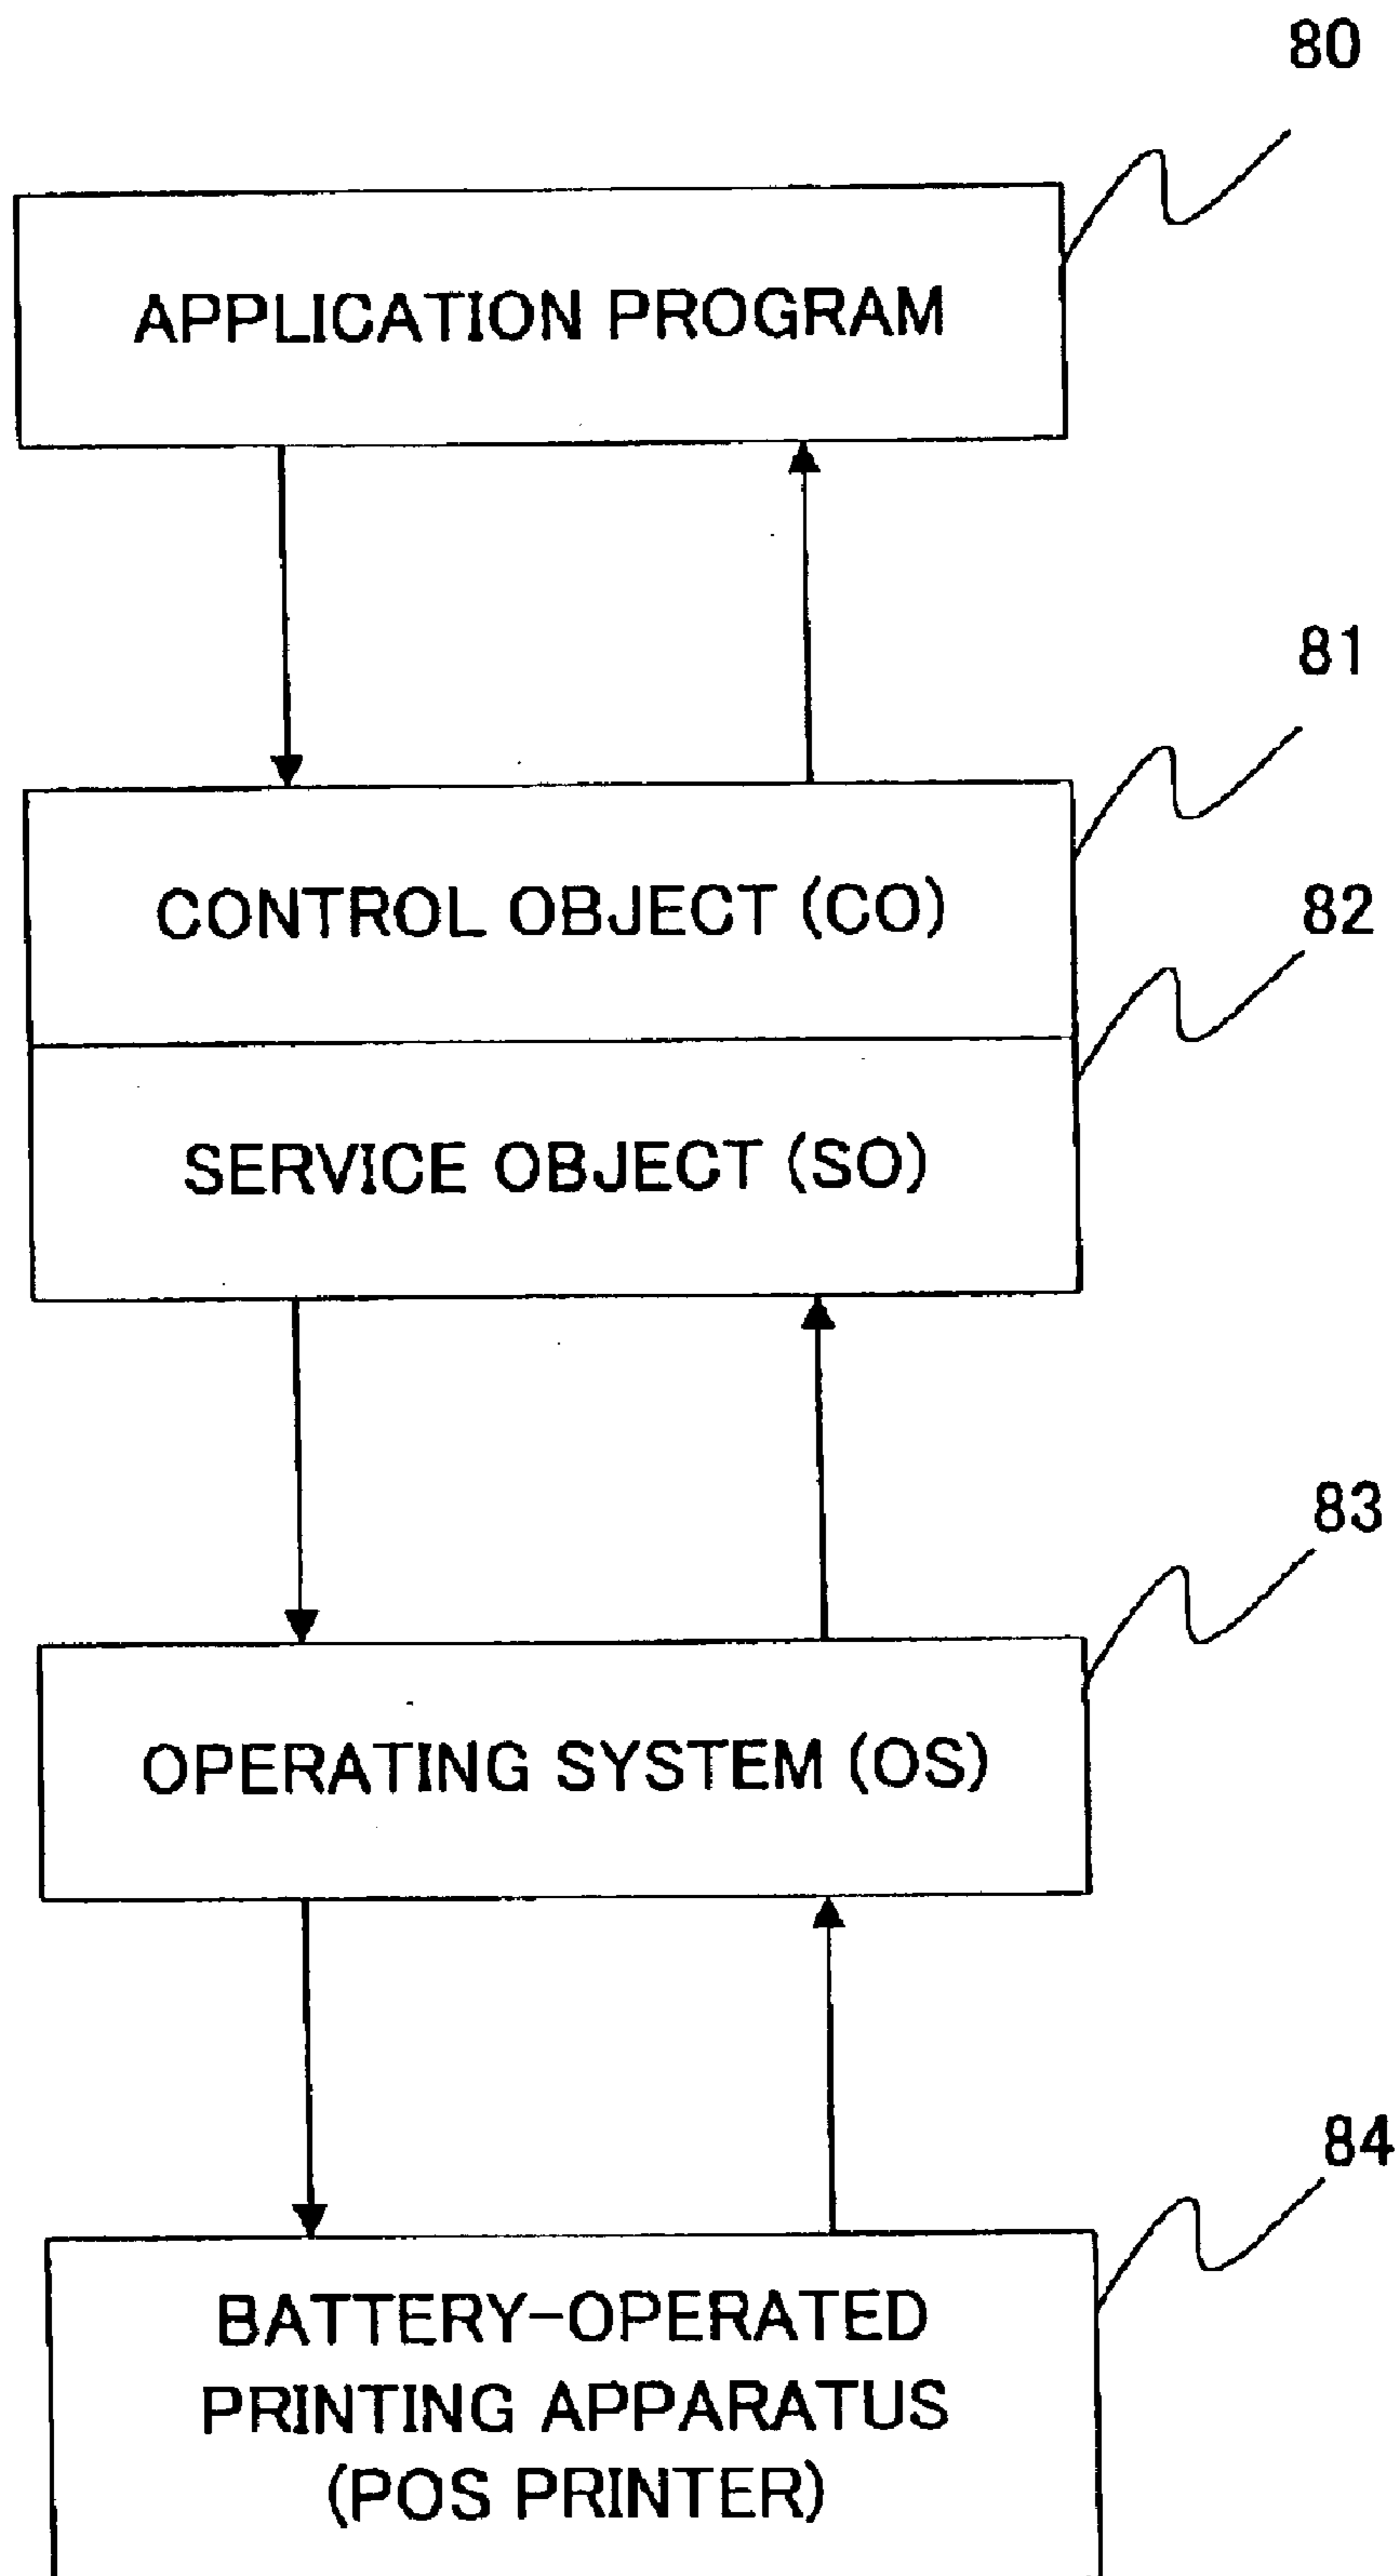 80
APPLICATION PROGRAM
81
CONTROL OBJECT (CO)
82
SERVICE OBJECT (SO)
83
OPERATING SYSTEM (OS)
84
BATTERY-OPERATED
PRINTING APPARATUS
(POS PRINTER)